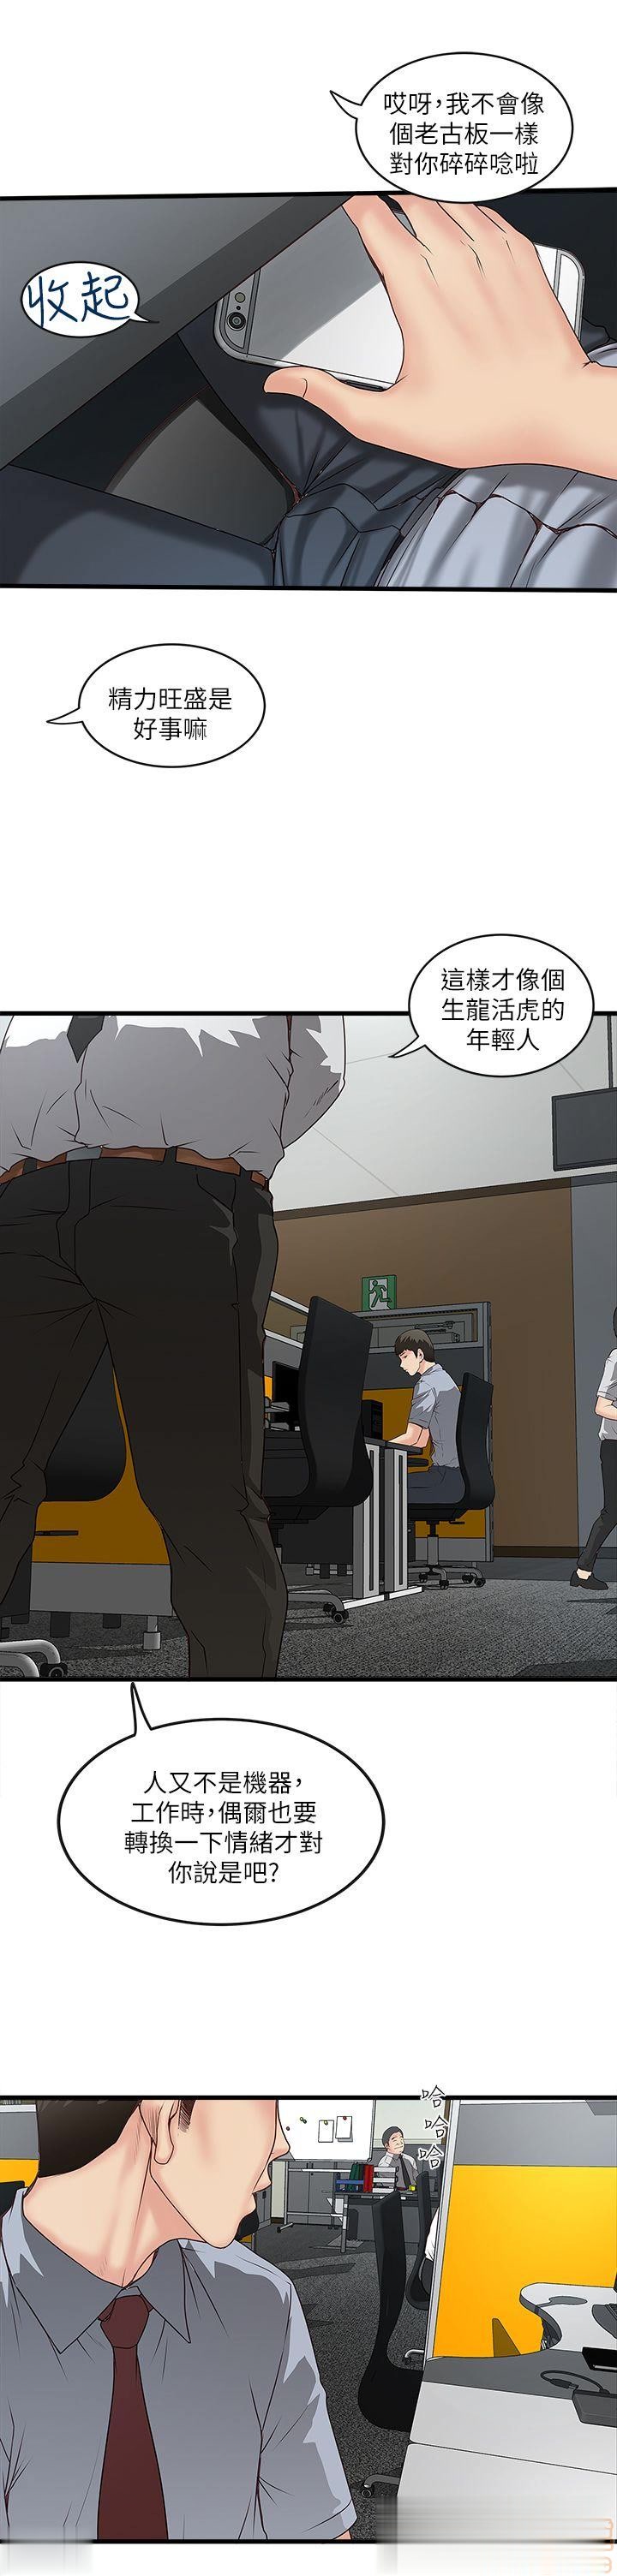 哎呀，我不會像
個老古板一樣
對你碎碎唸啦
收起
精力旺盛是
好事嘛
這樣才像個
生龍活虎的
年輕人
人又不是機器，
工作時，偶爾也要
轉換一下情緒才對
你說是吧?
哈
哈
哈